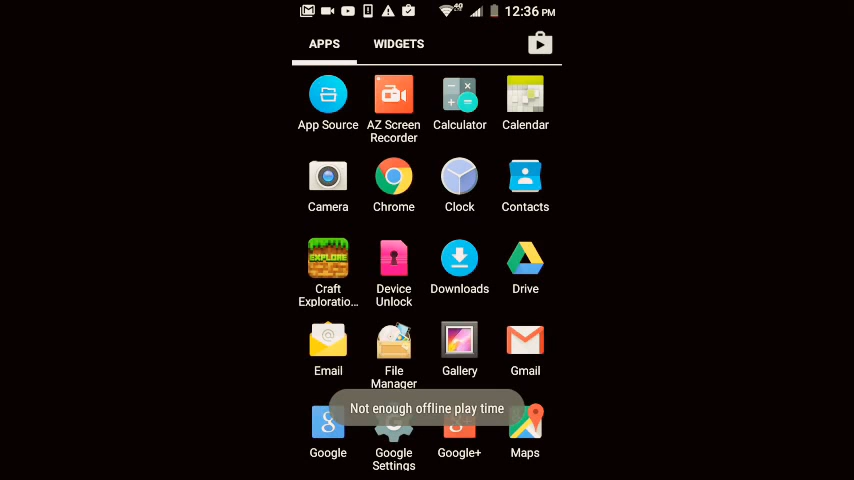 4G
12:36 PM
APPS WIDGETS
App Source AZ Screen Recorder Calculator Calendar
Camera Chrome Clock Contacts
EXPLORE
Craft Exploratio... Device Unlock Downloads Drive
Email File Manager Gallery Gmail
Not enough offline play time
Google Google Settings Google+ Maps